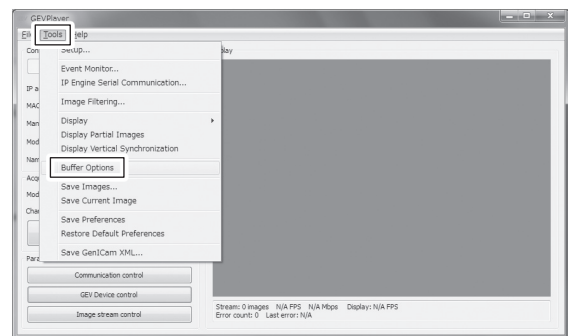 GEVPlayer
Tools Help
Setup...
Event Monitor...
IP Engine Serial Communication...
Image Filtering...
Display
Display Partial Images
Display Vertical Synchronization
Buffer Options
Save Images...
Save Current Image
Save Preferences
Restore Default Preferences
Save GenICam XML...
Communication control
GEV Device control
Image stream control
Stream: 0 images N/A FPS N/A Mbps Display: N/A FPS
Error count: 0 Last error: N/A